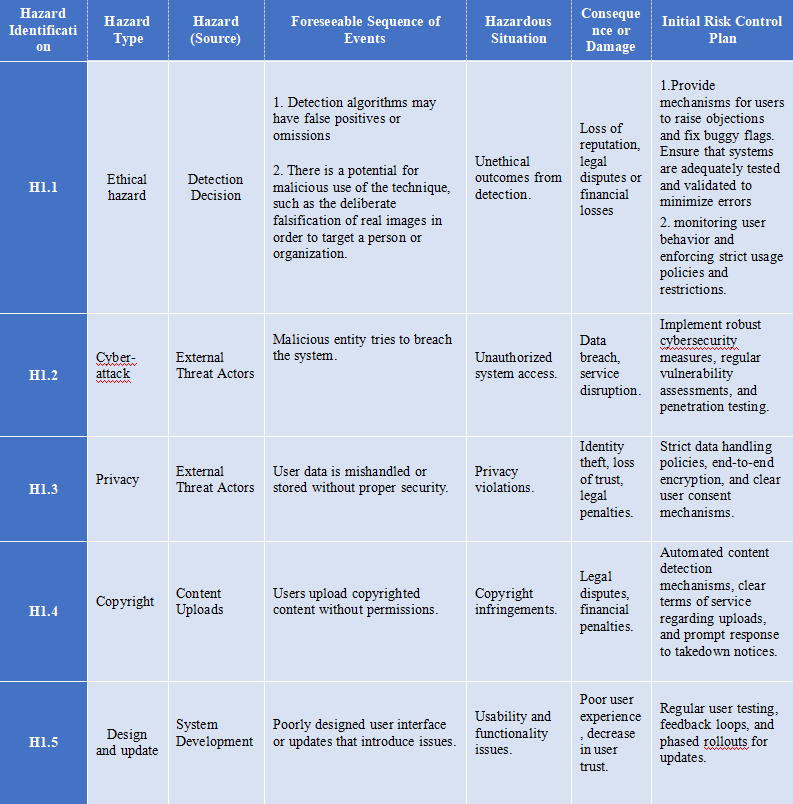 Hazard
Identificati
on
Hazard
Type
Hazard
(Source)
Foreseeable Sequence of
Events
Hazardous
Situation
Conseque
nce or
Damage
Initial Risk Control
Plan
H1.1
Ethical
hazard
Detection
Decision
1. Detection algorithms may
have false positives or
omissions
2. There is a potential for
malicious use of the technique,
such as the deliberate
falsification of real images in
order to target a person or
organization.
Unethical
outcomes from
detection.
Loss of
reputation,
legal
disputes or
financial
losses
1.Provide
mechanisms for users
to raise objections
and fix buggy flags.
Ensure that systems
are adequately tested
and validated to
minimize errors
2. monitoring user
behavior and
enforcing strict usage
policies and
restrictions.
H1.2
Cyber-
attack
External
Threat Actors
Malicious entity tries to breach
the system.
Unauthorized
system access.
Data
breach,
service
disruption.
Implement robust
cybersecurity
measures, regular
vulnerability
assessments, and
penetration testing.
H1.3
Privacy
External
Threat Actors
User data is mishandled or
stored without proper security.
Privacy
violations.
Identity
theft, loss
of trust,
legal
penalties.
Strict data handling
policies, end-to-end
encryption, and clear
user consent
mechanisms.
H1.4
Copyright
Content
Uploads
Users upload copyrighted
content without permissions.
Copyright
infringements.
Legal
disputes,
financial
penalties.
Automated content
detection
mechanisms, clear
terms of service
regarding uploads,
and prompt response
to takedown notices.
H1.5
Design
and update
System
Development
Poorly designed user interface
or updates that introduce issues.
Usability and
functionality
issues.
Poor user
experience
, decrease
in user
trust.
Regular user testing,
feedback loops, and
phased rollouts for
updates.